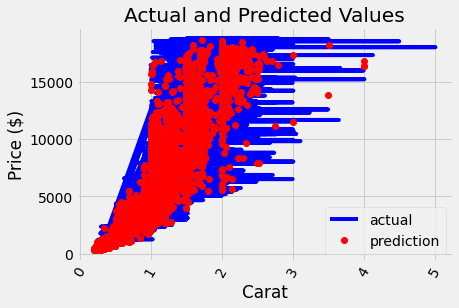 Actual and Predicted Values
Price ($)
15000
10000
5000
0
0 1 2 3 4 5
Carat
actual
prediction